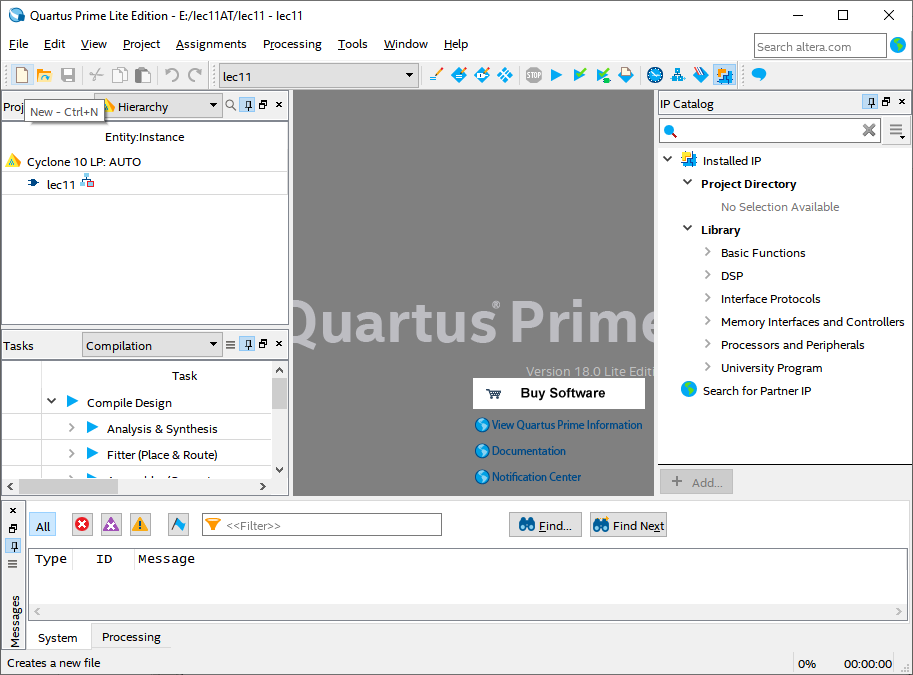 Quartus Prime Lite Edition - E:/lec11AT/lec11 - lec11
File Edit View Project Assignments Processing Tools Window Help
Search altera.com
lec11
STOP
New - Ctrl+N
Hierarchy
Entity:Instance
Cyclone 10 LP: AUTO
lec11
Tasks Compilation
Task
Compile Design
Analysis & Synthesis
Fitter (Place & Route)
Quartus® Prime
Version 18.0 Lite
Buy Software
View Quartus Prime Information
Documentation
Notification Center
IP Catalog
Installed IP
Project Directory
No Selection Available
Library
Basic Functions
DSP
Interface Protocols
Memory Interfaces and Controllers
Processors and Peripherals
University Program
Search for Partner IP
+ Add...
Messages
All <<Filter>> Find... Find Next
Type ID Message
System Processing
Creates a new file
0% 00:00:00